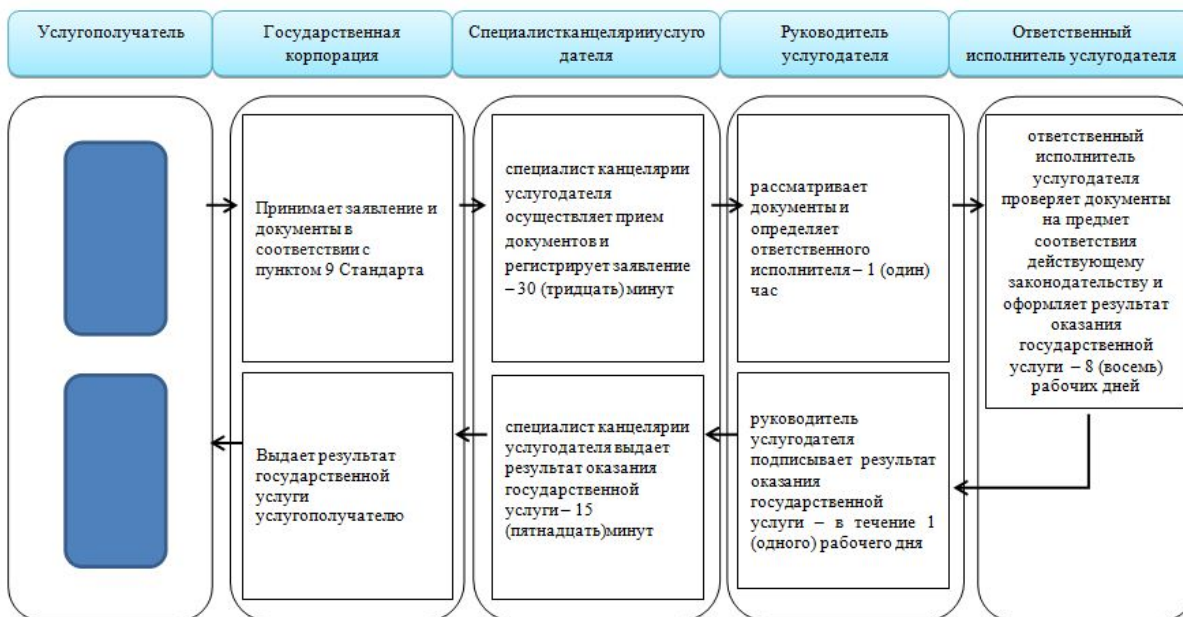 Услугополучатель
Государственная
корпорация
Специалистканцелярииуслуго
дателя
Руководитель
услугодателя
Ответственный
исполнитель услугодателя
Принимает заявление и
документы в
соответствии с
пунктом 9 Стандарта
специалист канцелярии
услугодателя
осуществляет прием
документов и
регистрирует заявление
– 30 (тридцать) минут
рассматривает
документы и
определяет
ответственного
исполнителя – 1 (один)
час
ответственный
исполнитель
услугодателя
проверяет документы
на предмет
соответствия
действующему
законодательству и
оформляет результат
оказания
государственной
услуги – 8 (восемь)
рабочих дней
Выдает результат
государственной
услуги
услугополучателю
специалист канцелярии
услугодателя выдает
результат оказания
государственной
услуги – 15
(пятнадцать)минут
руководитель
услугодателя
подписывает результат
оказания
государственной
услуги – в течение 1
(одного) рабочего дня